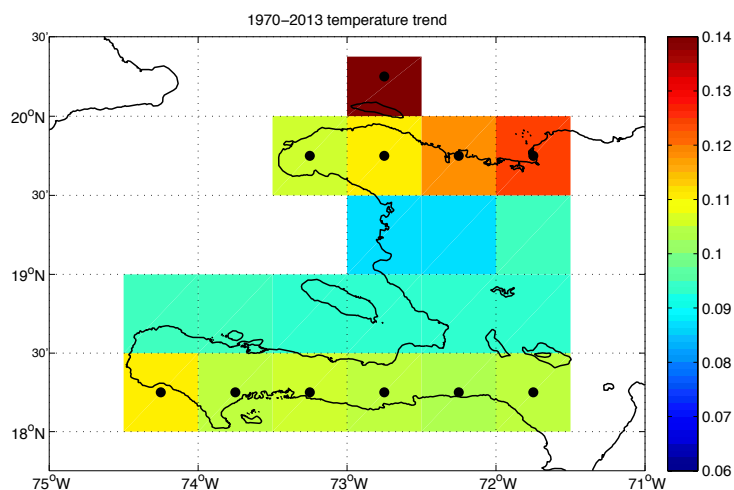 1970−2013 temperature trend
30'
20°N
30'
19°N
30'
18°N
75°W
74°W
73°W
72°W
71°W
0.14
0.13
0.12
0.11
0.1
0.09
0.08
0.07
0.06